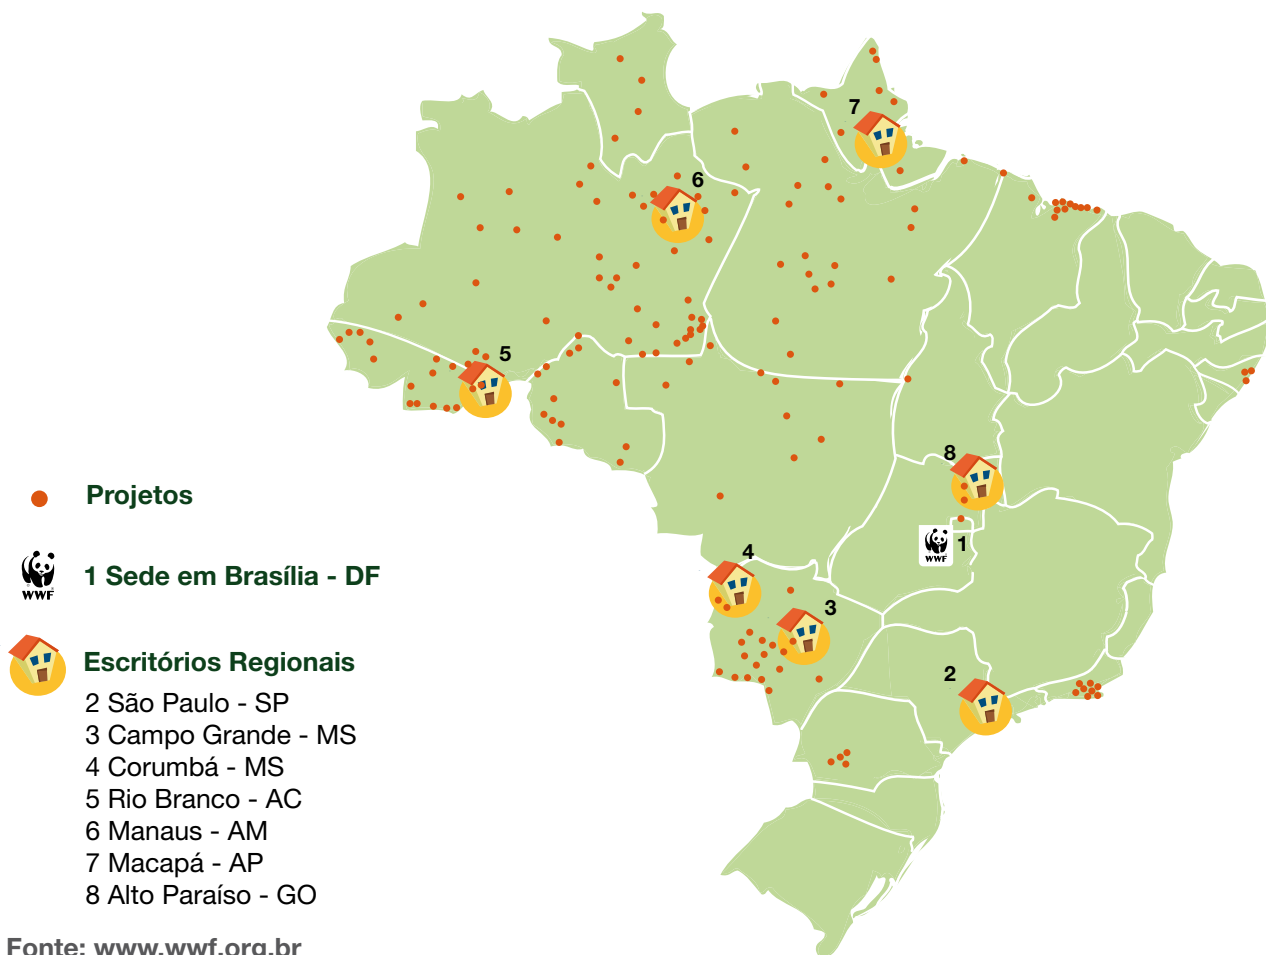 7
6
5
8
1
4
3
2
Projetos
WWF
1 Sede em Brasília - DF
WWF
Escritórios Regionais
2 São Paulo - SP
3 Campo Grande - MS
4 Corumbá - MS
5 Rio Branco - AC
6 Manaus - AM
7 Macapá - AP
8 Alto Paraíso - GO
Fonte: www.wwf.org.br